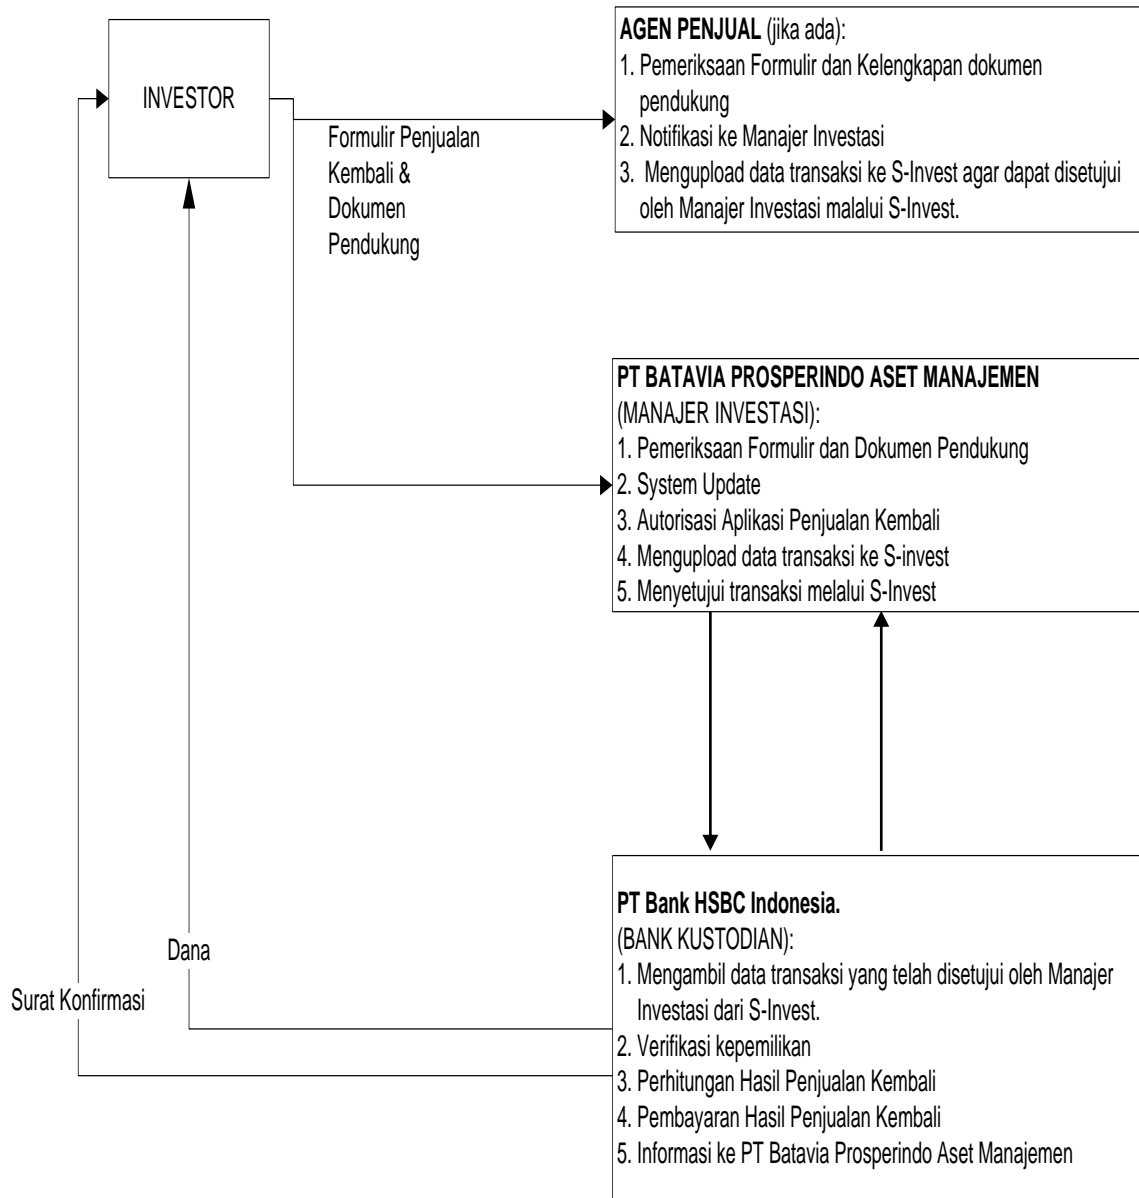 INVESTOR
Formulir Penjualan
Kembali &
Dokumen
Pendukung
AGEN PENJUAL (jika ada):
1. Pemeriksaan Formulir dan Kelengkapan dokumen
pendukung
2. Notifikasi ke Manajer Investasi
3. Mengupload data transaksi ke S-Invest agar dapat disetujui
oleh Manajer Investasi malalui S-Invest.
PT BATAVIA PROSPERINDO ASET MANAJEMEN
(MANAJER INVESTASI):
1. Pemeriksaan Formulir dan Dokumen Pendukung
2. System Update
3. Autorisasi Aplikasi Penjualan Kembali
4. Mengupload data transaksi ke S-invest
5. Menyetujui transaksi melalui S-Invest
PT Bank HSBC Indonesia.
(BANK KUSTODIAN):
1. Mengambil data transaksi yang telah disetujui oleh Manajer
Investasi dari S-Invest.
2. Verifikasi kepemilikan
3. Perhitungan Hasil Penjualan Kembali
4. Pembayaran Hasil Penjualan Kembali
5. Informasi ke PT Batavia Prosperindo Aset Manajemen
Dana
Surat Konfirmasi